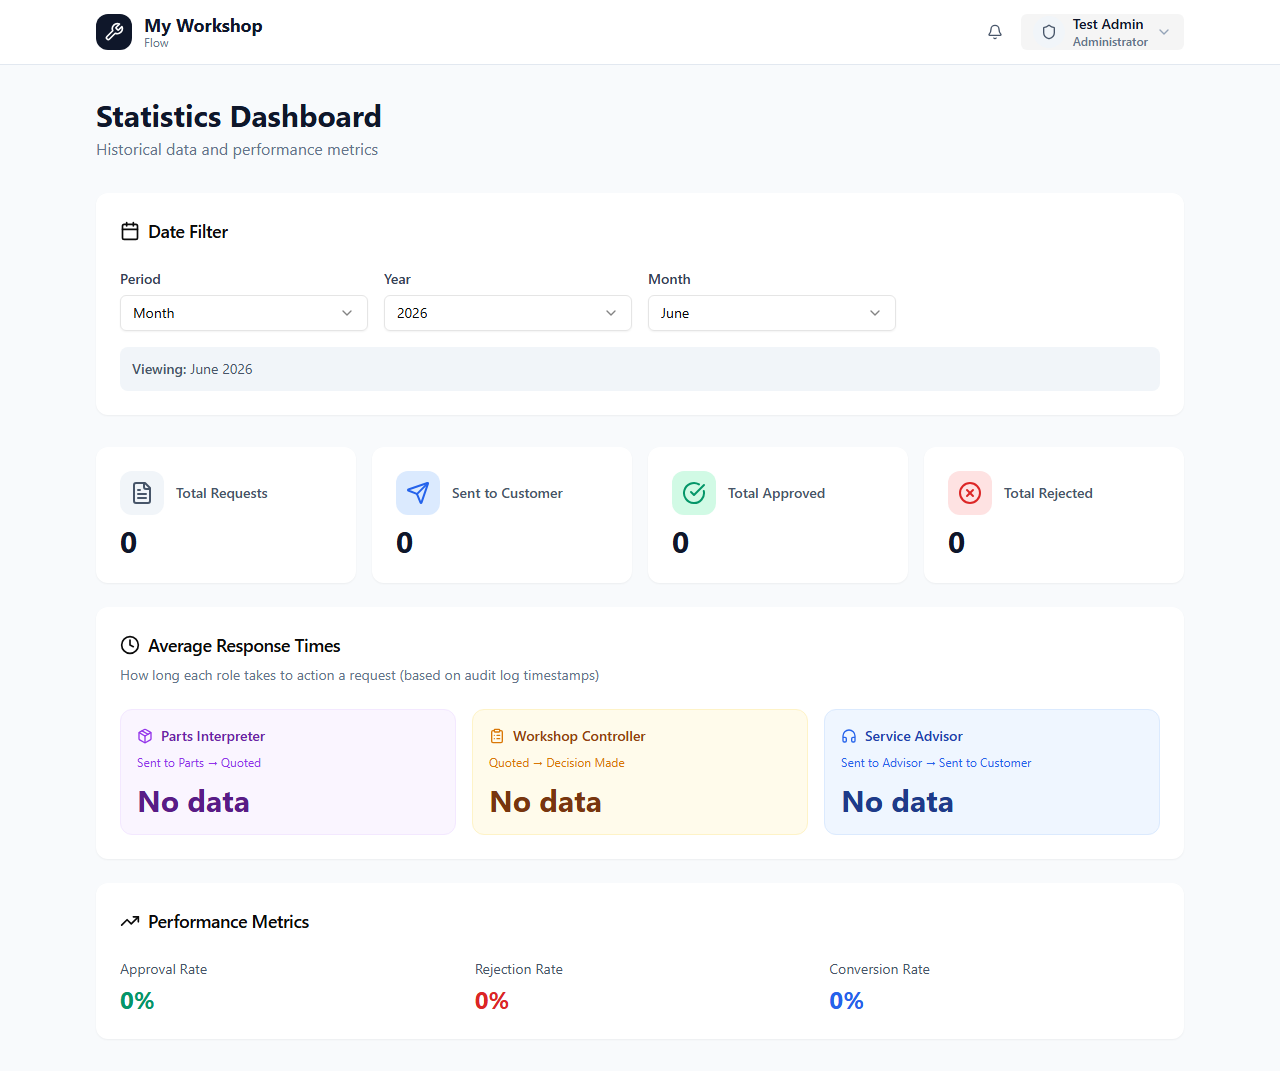 My Workshop
Flow
Test Admin
Administrator
Statistics Dashboard
Historical data and performance metrics
Date Filter
Period
Year
Month
Month
2026
June
Viewing: June 2026
Total Requests
Sent to Customer
Total Approved
Total Rejected
0
0
0
0
Average Response Times
How long each role takes to action a request (based on audit log timestamps)
Parts Interpreter
Sent to Parts → Quoted
No data
Workshop Controller
Quoted → Decision Made
No data
Service Advisor
Sent to Advisor → Sent to Customer
No data
Performance Metrics
Approval Rate
Rejection Rate
Conversion Rate
0%
0%
0%